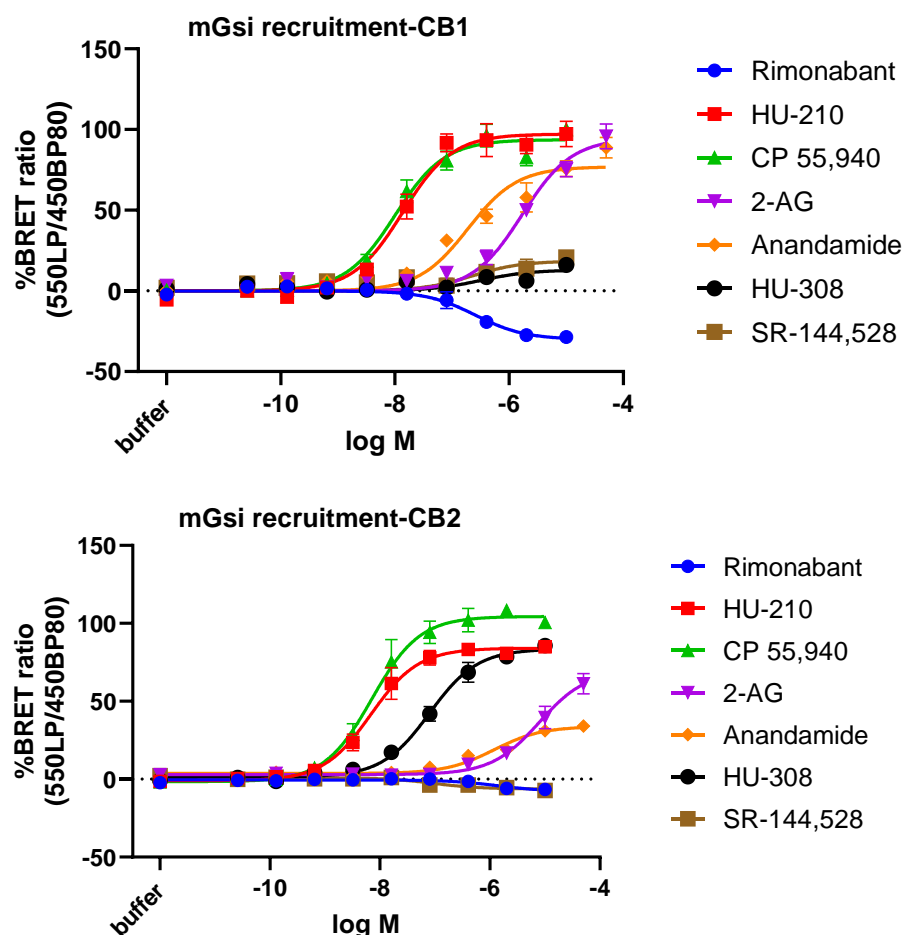 mGsi recruitment-CB1
%BRET ratio
(550LP/450BP80)
150
100
50
0
-50
buffer
-10
-8
-6
-4
log M
Rimonabant
HU-210
CP 55,940
2-AG
Anandamide
HU-308
SR-144,528
mGsi recruitment-CB2
%BRET ratio
(550LP/450BP80)
150
100
50
0
-50
buffer
-10
-8
-6
-4
log M
Rimonabant
HU-210
CP 55,940
2-AG
Anandamide
HU-308
SR-144,528